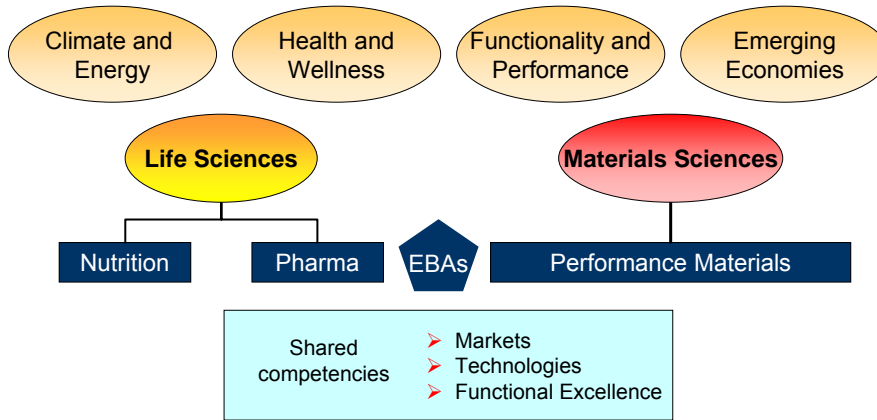 Climate and
Energy
Health and
Wellness
Functionality and
Performance
Emerging
Economies
Life Sciences
Materials Sciences
Nutrition
Pharma
EBAs
Performance Materials
Shared
competencies
Markets
Technologies
Functional Excellence